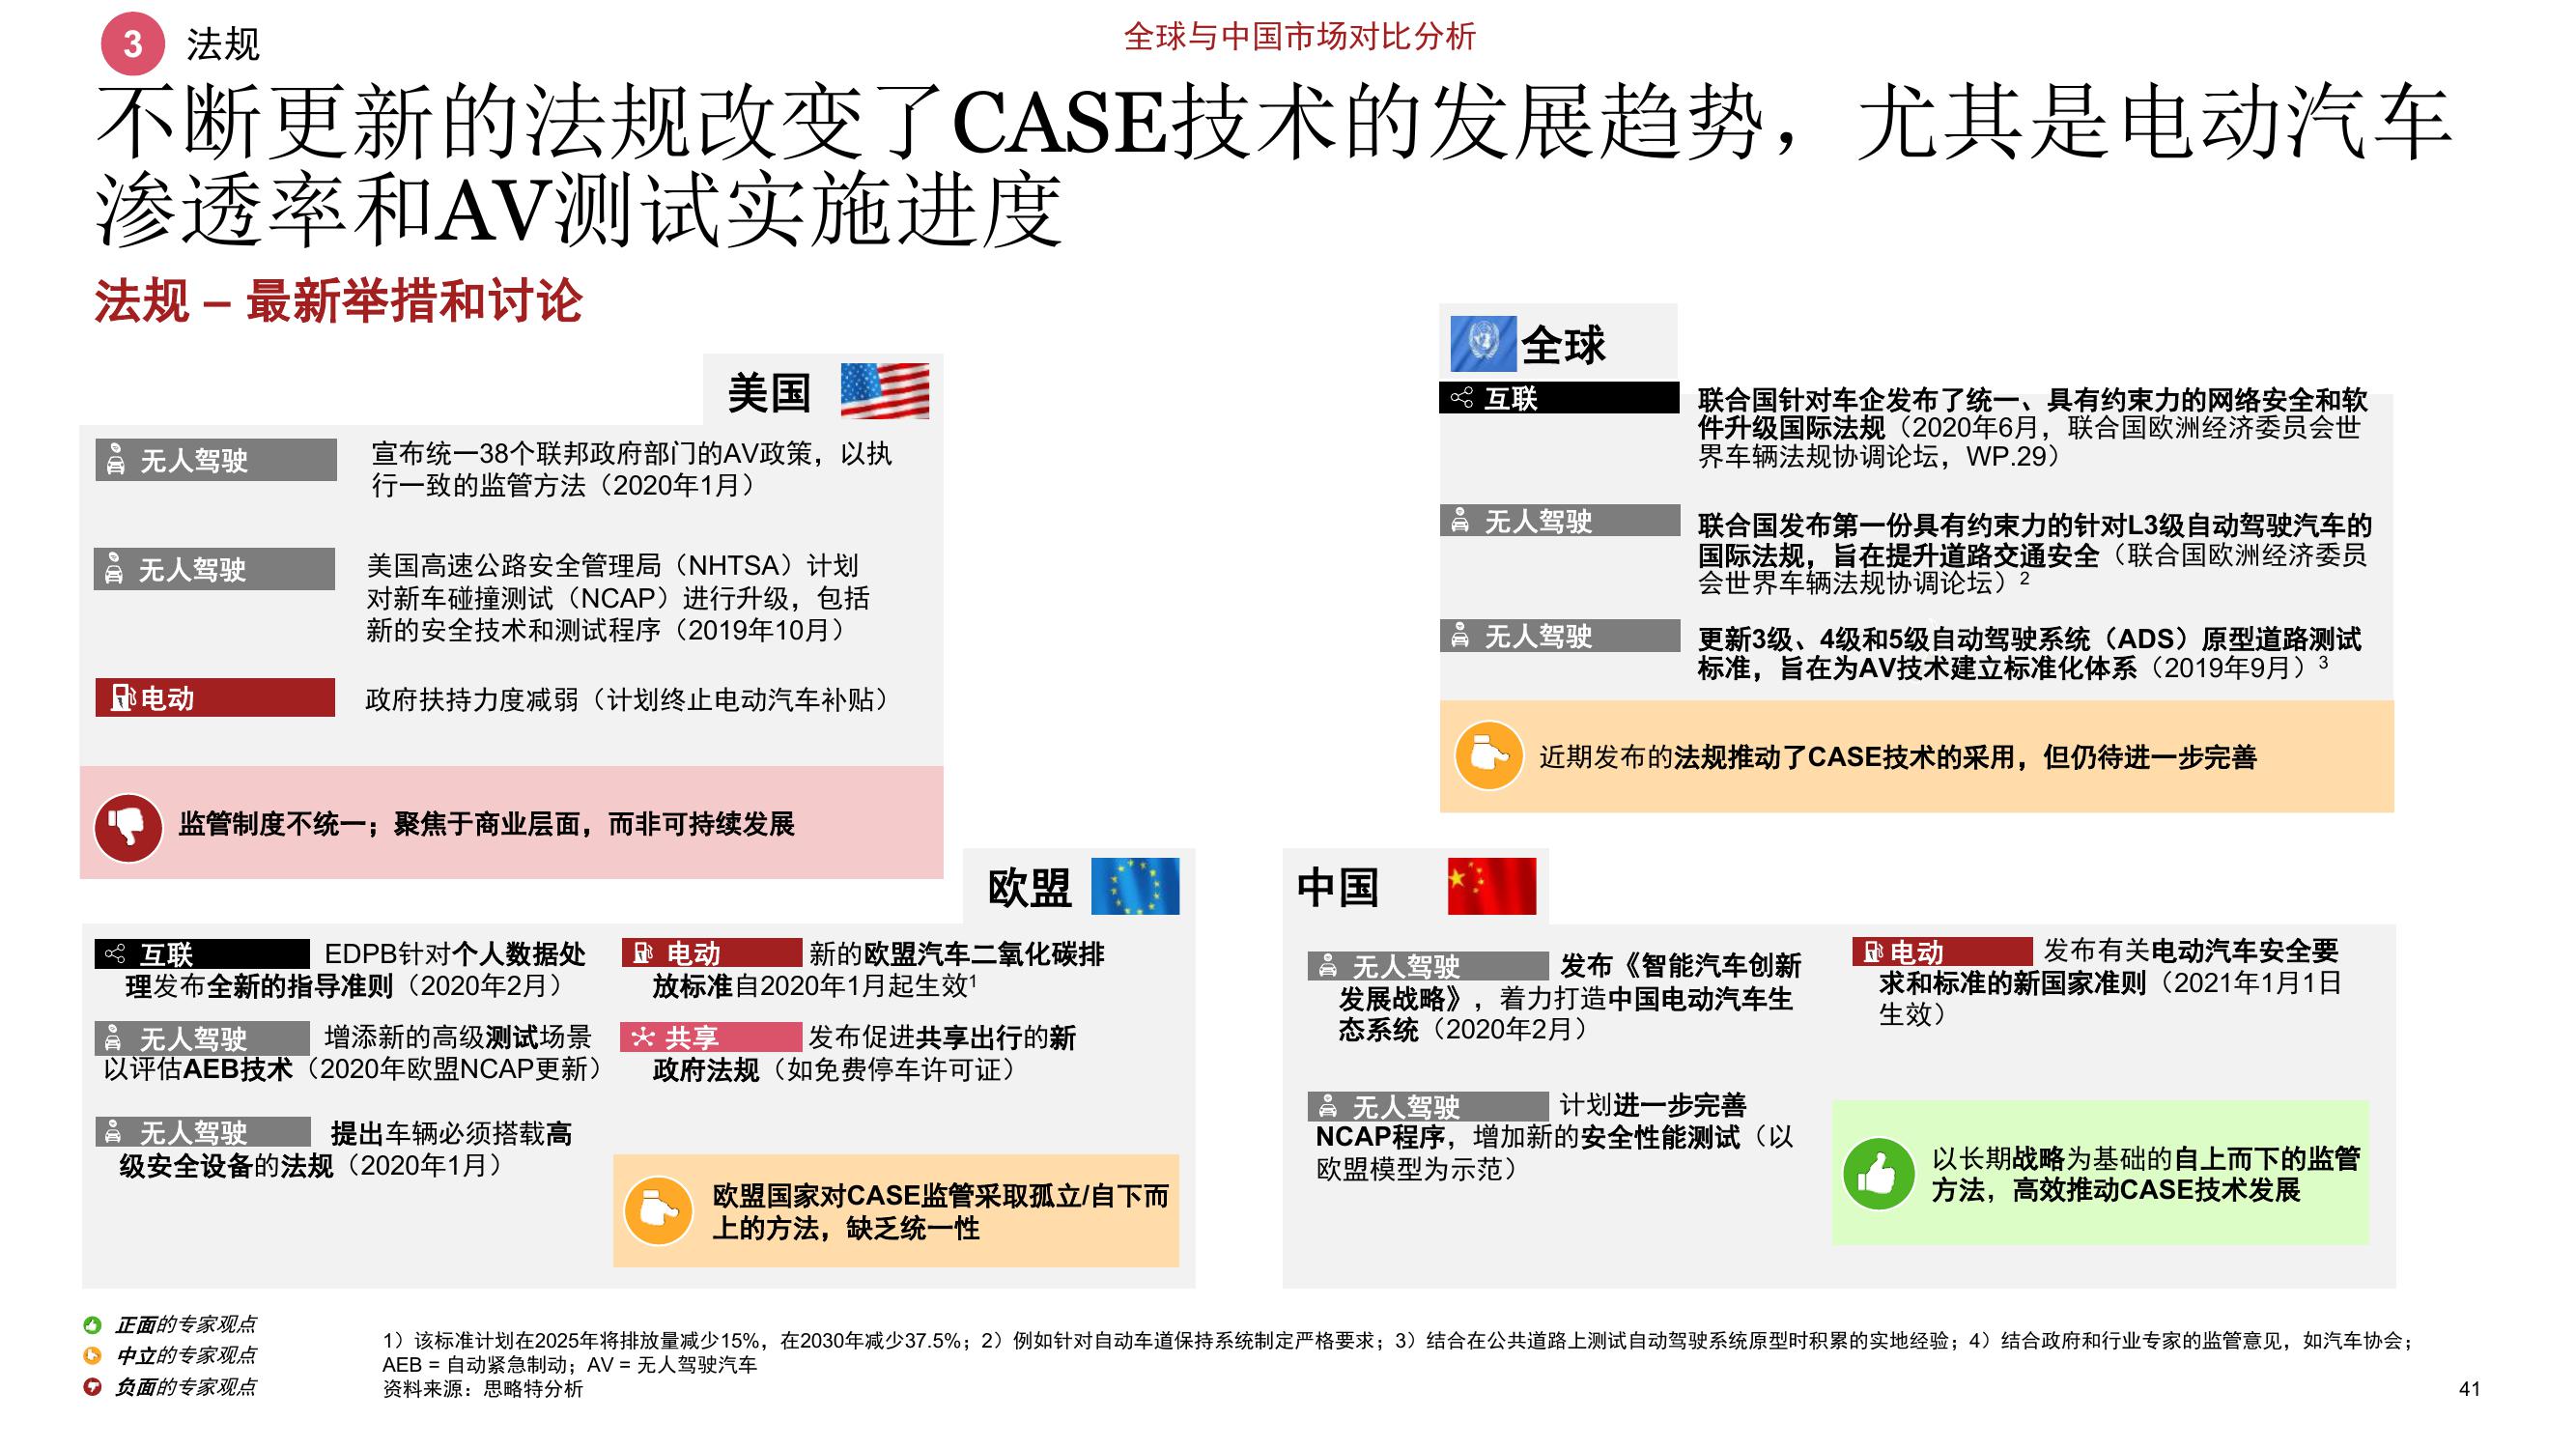 3 法规
全球与中国市场对比分析
不断更新的法规改变了CASE技术的发展趋势，尤其是电动汽车
渗透率和AV测试实施进度
法规 – 最新举措和讨论
美国
无人驾驶
宣布统一38个联邦政府部门的AV政策，以执
行一致的监管方法（2020年1月）
无人驾驶
美国高速公路安全管理局（NHTSA）计划
对新车碰撞测试（NCAP）进行升级，包括
新的安全技术和测试程序（2019年10月）
电动
政府扶持力度减弱（计划终止电动汽车补贴）
监管制度不统一；聚焦于商业层面，而非可持续发展
全球
互联
联合国针对车企发布了统一、具有约束力的网络安全和软
件升级国际法规（2020年6月，联合国欧洲经济委员会世
界车辆法规协调论坛，WP.29）
无人驾驶
联合国发布第一份具有约束力的针对L3级自动驾驶汽车的
国际法规，旨在提升道路交通安全（联合国欧洲经济委员
会世界车辆法规协调论坛）2
无人驾驶
更新3级、4级和5级自动驾驶系统（ADS）原型道路测试
标准，旨在为AV技术建立标准化体系（2019年9月）3
近期发布的法规推动了CASE技术的采用，但仍待进一步完善
欧盟
互联 EDPB针对个人数据处
理发布全新的指导准则（2020年2月）
无人驾驶 增添新的高级测试场景
以评估AEB技术（2020年欧盟NCAP更新）
无人驾驶 提出车辆必须搭载高
级安全设备的法规（2020年1月）
电动 新的欧盟汽车二氧化碳排
放标准自2020年1月起生效1
共享 发布促进共享出行的新
政府法规（如免费停车许可证）
欧盟国家对CASE监管采取孤立/自下而
上的方法，缺乏统一性
中国
无人驾驶 发布《智能汽车创新
发展战略》，着力打造中国电动汽车生
态系统（2020年2月）
无人驾驶 计划进一步完善
NCAP程序，增加新的安全性能测试（以
欧盟模型为示范）
电动 发布有关电动汽车安全要
求和标准的新国家准则（2021年1月1日
生效）
以长期战略为基础的自上而下的监管
方法，高效推动CASE技术发展
正面的专家观点
中立的专家观点
负面的专家观点
1）该标准计划在2025年将排放量减少15%，在2030年减少37.5%；2）例如针对自动车道保持系统制定严格要求；3）结合在公共道路上测试自动驾驶系统原型时积累的实地经验；4）结合政府和行业专家的监管意见，如汽车协会；
AEB = 自动紧急制动；AV = 无人驾驶汽车
资料来源：思略特分析
41